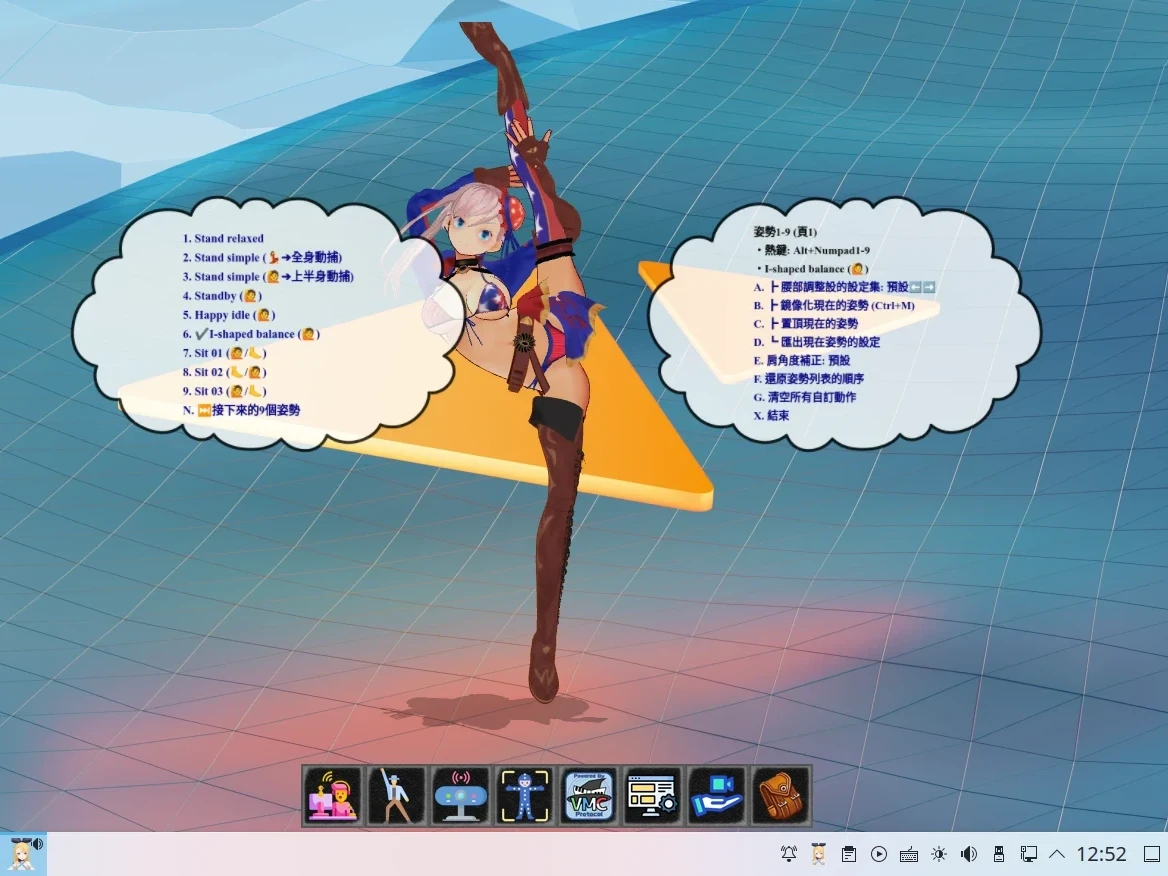 1. Stand relaxed
2. Stand simple (💃➔全身動捕)
3. Stand simple (🙋➔上半身動捕)
4. Standby (🙋)
5. Happy idle (🙋)
6. ✔I-shaped balance (🙋)
7. Sit 01 (🙋/🦶)
8. Sit 02 (🦶/🙋)
9. Sit 03 (🙋/🦶)
N. ⏭接下來的9個姿勢
姿勢1-9 (頁1)
・熱鍵: Alt+Numpad1-9
・I-shaped balance (🙋)
A. ┣ 腰部調整設的設定集: 預設⬅➡
B. ┣ 鏡像化現在的姿勢 (Ctrl+M)
C. ┣ 置頂現在的姿勢
D. ┗ 匯出現在姿勢的設定
E. 肩角度補正: 預設
F. 還原姿勢列表的順序
G. 清空所有自訂動作
X. 結束
Powered By
VMC
Protocol
12:52